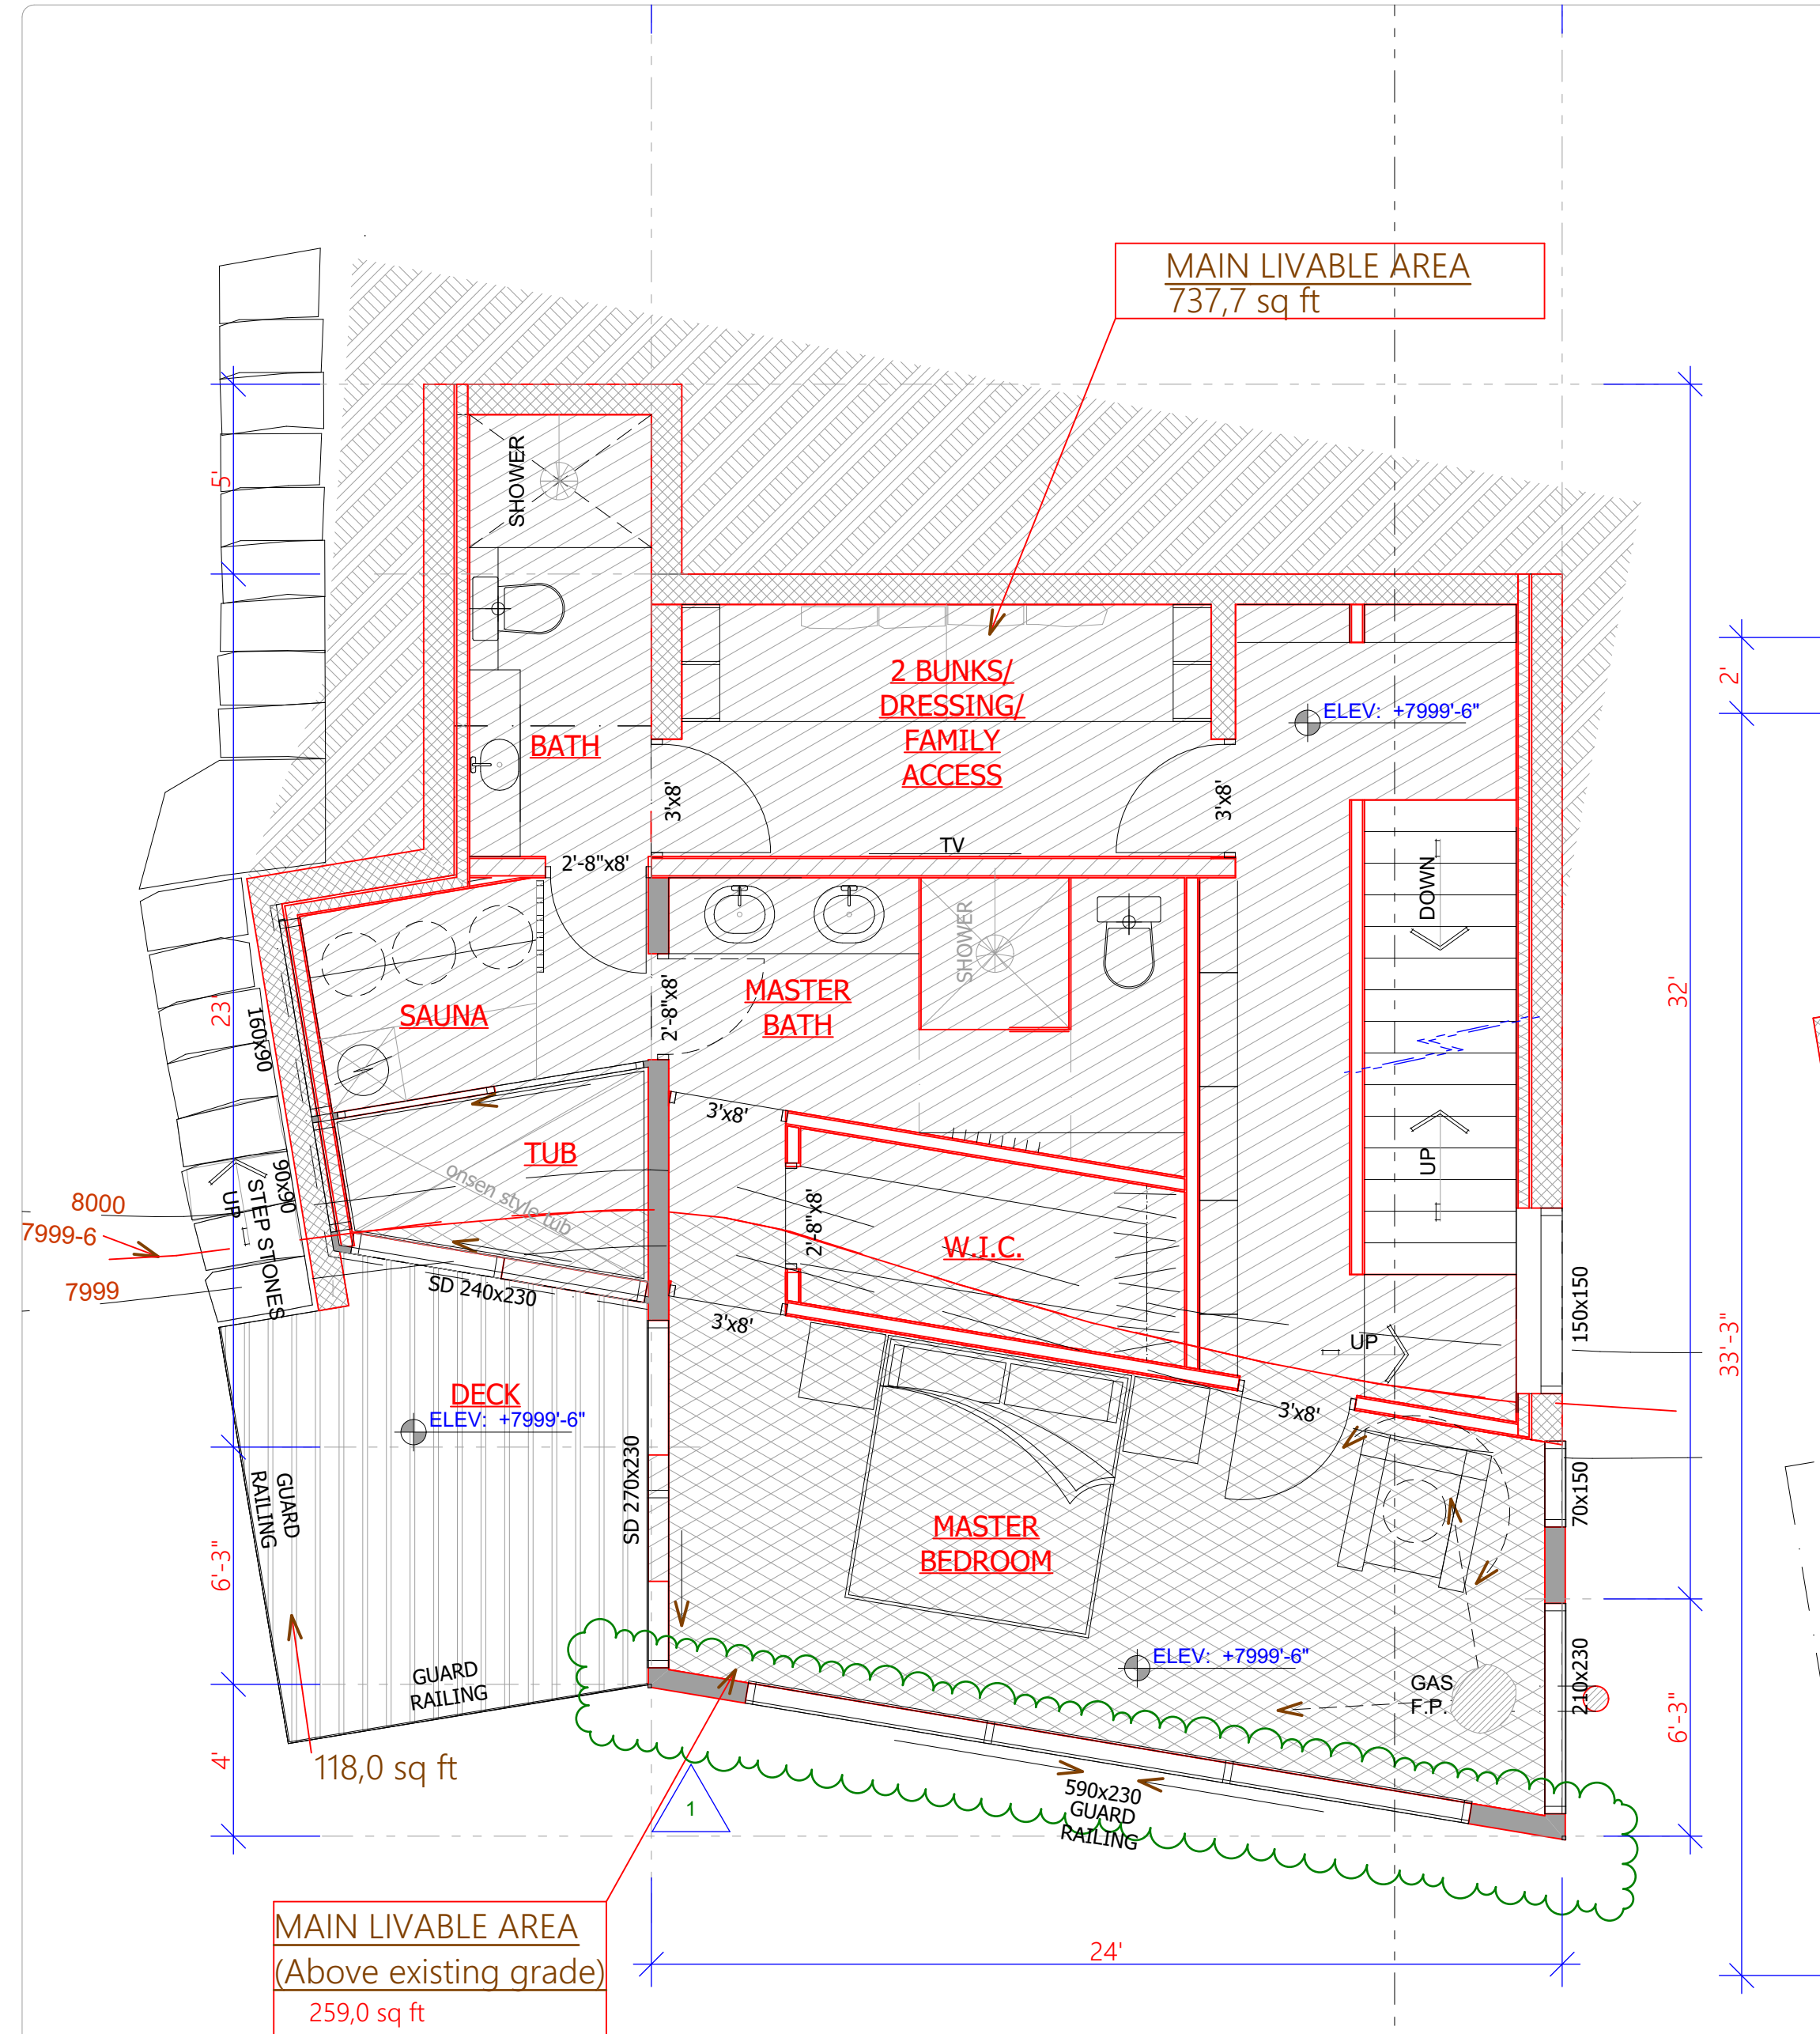 MAIN LIVABLE AREA
737,7 sq ft
SHOWER
5'
2 BUNKS/
DRESSING/
FAMILY
ACCESS
ELEV: +7999'-6"
2'
BATH
3'x8'
3'x8'
TV
2'-8"x8'
DOWN
SHOWER
MASTER
BATH
2'-8"x8'
SAUNA
23'
160x90
32'
3'x8'
TUB
onsen style tub
UP
90x90
STEP STONES
UP
8000
7999-6
7999
2'-8"x8'
W.I.C.
SD 240x230
3'x8'
150x150
UP
33'-3"
DECK
ELEV: +7999'-6"
3'x8'
SD 270x230
70x150
GUARD
RAILING
MASTER
BEDROOM
6'-3"
ELEV: +7999'-6"
GUARD
RAILING
GAS
F.P.
210x230
6'-3"
4'
118,0 sq ft
1
590x230
GUARD
RAILING
MAIN LIVABLE AREA
(Above existing grade)
259,0 sq ft
24'